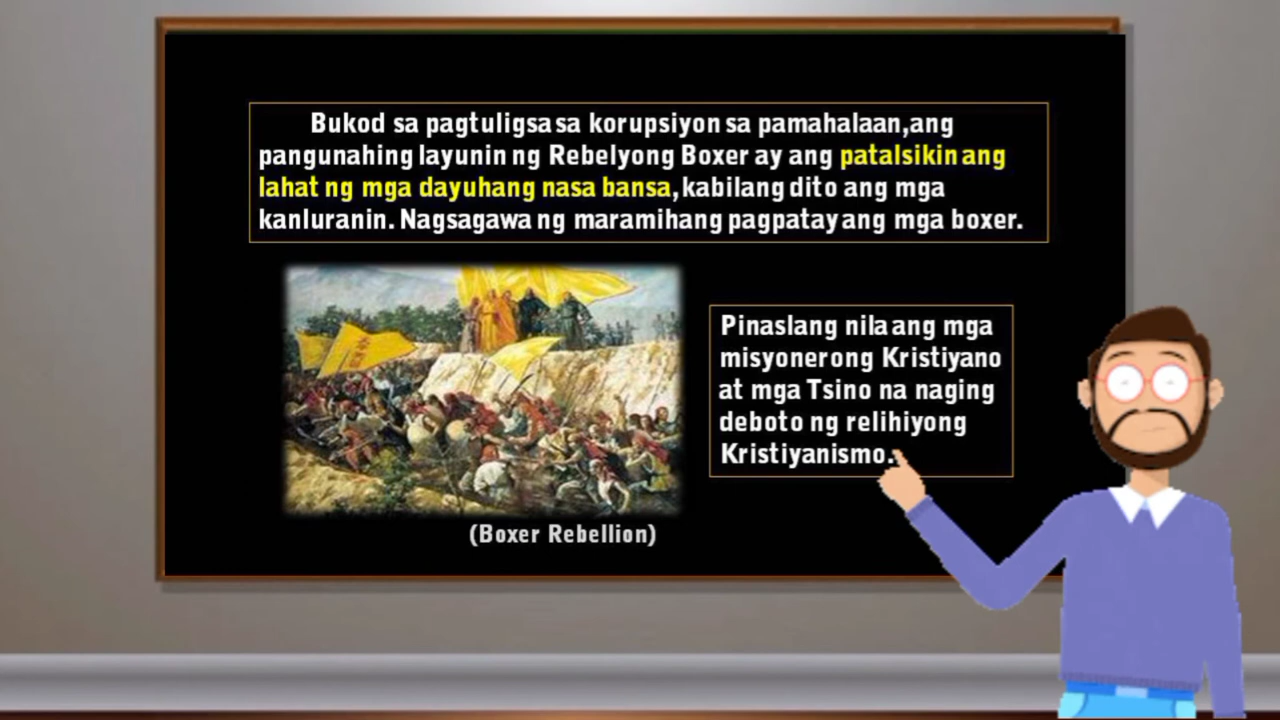 Bukod sa pagtuligsa sa korupsiyon sa pamahalaan,ang
pangunahing layunin ng Rebelyong Boxer ay ang patalsikin ang
lahat ng mga dayuhang nasa bansa, kabilang dito ang mga
kanluranin. Nagsagawa ng maramihang pagpatay ang mga boxer.
Pinaslang nila ang mga
misyonerong Kristiyano
at mga Tsino na naging
deboto ng relihiyong
Kristiyanismo.
(Boxer Rebellion)